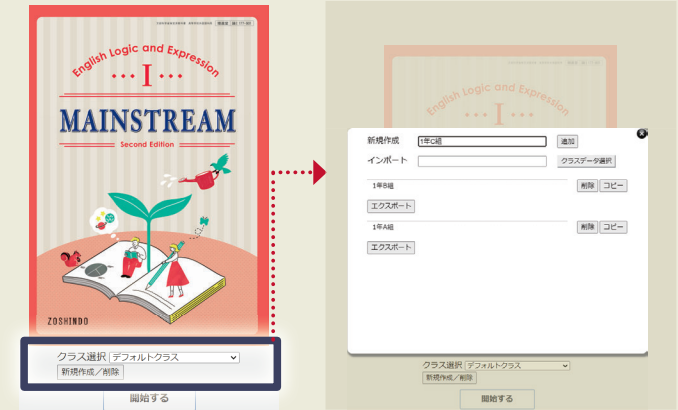 English Logic and Expression
I
MAINSTREAM
Second Edition
ZOSHINDO
クラス選択 デフォルトクラス
新規作成／削除
開始する
English Logic and Expression
I
新規作成 1年C組 追加
インポート クラスデータ選択
1年B組 削除 コピー
エクスポート
1年A組 削除 コピー
エクスポート
クラス選択 デフォルトクラス
新規作成／削除
開始する